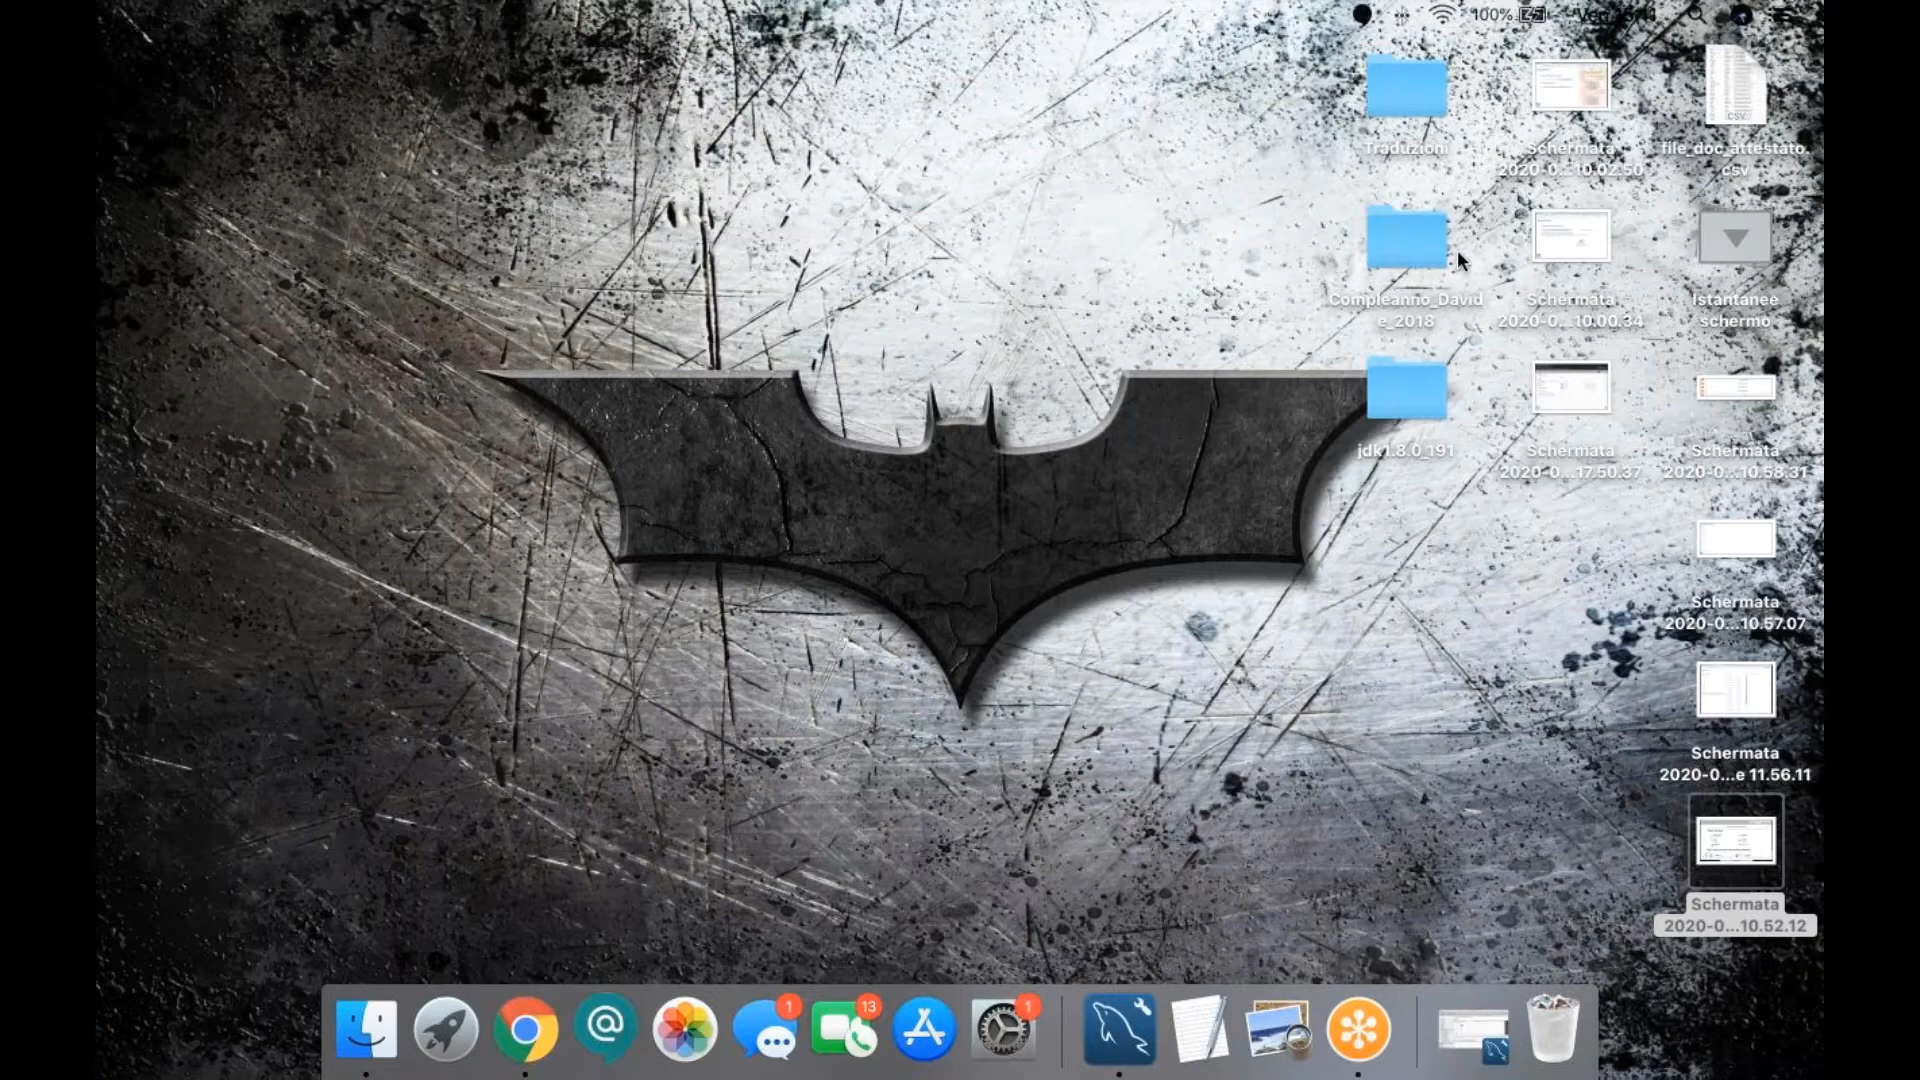 100%
Traduzioni
Schermata
2020-0...10.02.50
file_doc_attestato.
csv
CSV
Compleanno_David
e_2018
Schermata
2020-0...10.00.34
Istantanee
schermo
jdk1.8.0_191
Schermata
2020-0...17.50.37
Schermata
2020-0...10.58.31
Schermata
2020-0...10.57.07
Schermata
2020-0...e 11.56.11
Schermata
2020-0...10.52.12
1
13
1